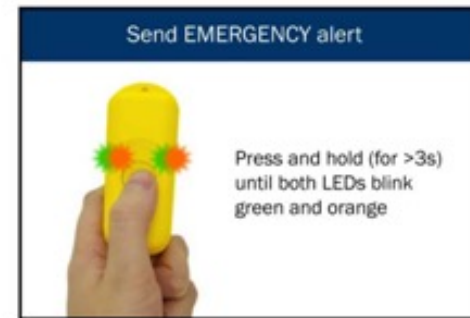 Send EMERGENCY alert
Press and hold (for >3s)
until both LEDs blink
green and orange